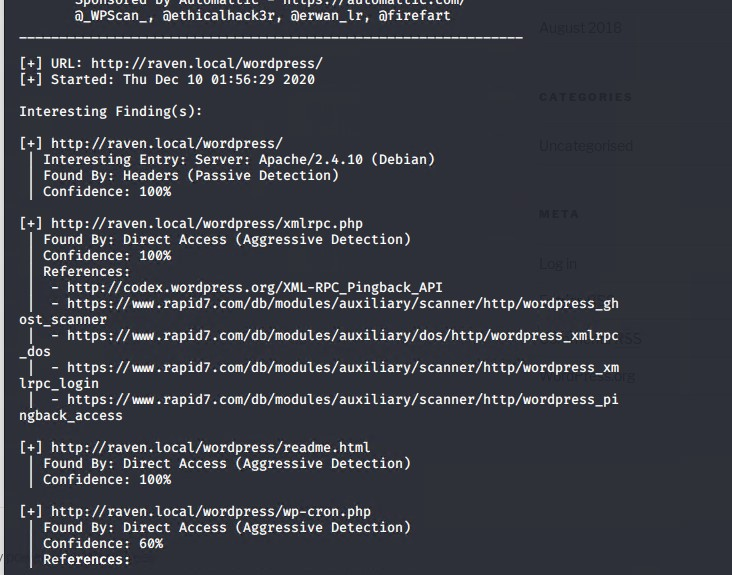 Sponsored by Automattic - https://automattic.com/
@_WPScan_, @ethicalhack3r, @erwan_lr, @firefart
_______________________________________________________________
[+] URL: http://raven.local/wordpress/
[+] Started: Thu Dec 10 01:56:29 2020
Interesting Finding(s):
[+] http://raven.local/wordpress/
| Interesting Entry: Server: Apache/2.4.10 (Debian)
| Found By: Headers (Passive Detection)
| Confidence: 100%
[+] http://raven.local/wordpress/xmlrpc.php
| Found By: Direct Access (Aggressive Detection)
| Confidence: 100%
| References:
|  - http://codex.wordpress.org/XML-RPC_Pingback_API
|  - https://www.rapid7.com/db/modules/auxiliary/scanner/http/wordpress_gh
ost_scanner
|  - https://www.rapid7.com/db/modules/auxiliary/dos/http/wordpress_xmlrpc
_dos
|  - https://www.rapid7.com/db/modules/auxiliary/scanner/http/wordpress_xm
lrpc_login
|  - https://www.rapid7.com/db/modules/auxiliary/scanner/http/wordpress_pi
ngback_access
[+] http://raven.local/wordpress/readme.html
| Found By: Direct Access (Aggressive Detection)
| Confidence: 100%
[+] http://raven.local/wordpress/wp-cron.php
| Found By: Direct Access (Aggressive Detection)
| Confidence: 60%
| References:
August 2018
CATEGORIES
Uncategorised
META
Log in
RSS
WordPress.org